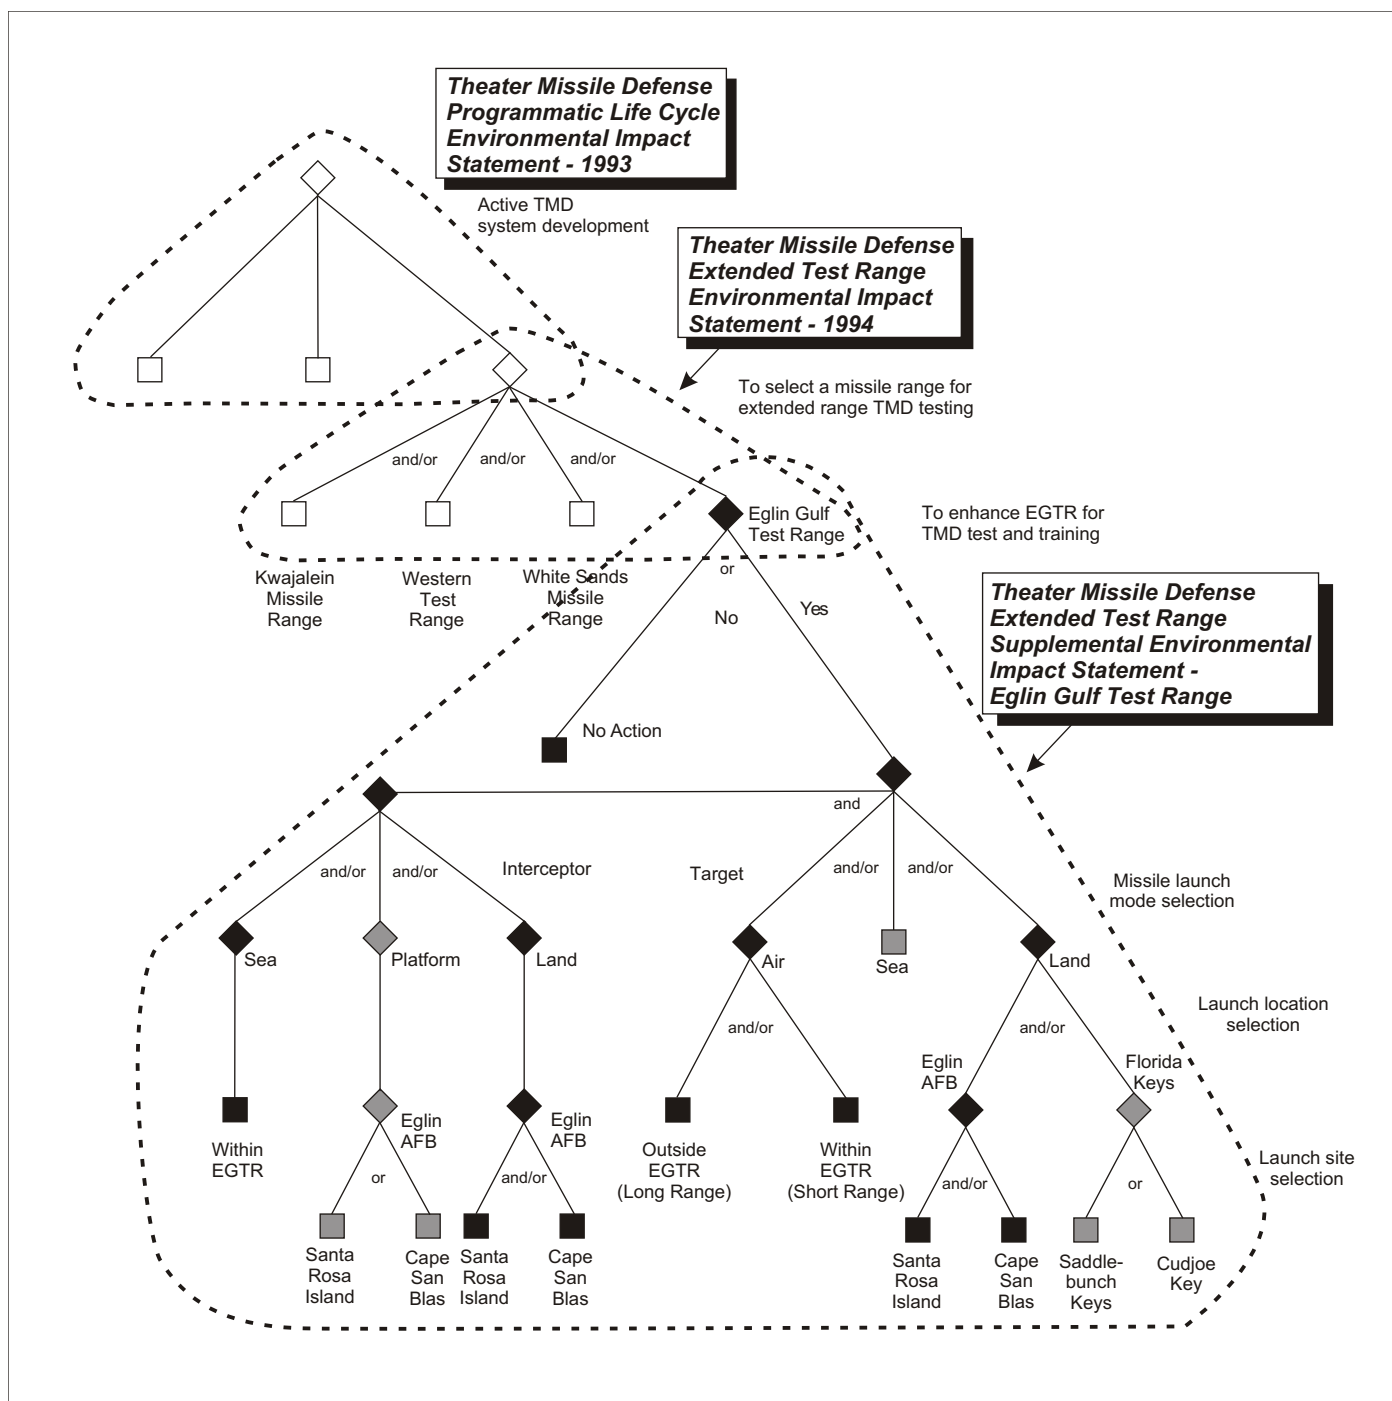 Theater Missile Defense
Programmatic Life Cycle
Environmental Impact
Statement - 1993
Active TMD
system development
Theater Missile Defense
Extended Test Range
Environmental Impact
Statement - 1994
To select a missile range for
extended range TMD testing
and/or
and/or
and/or
Eglin Gulf
Test Range
To enhance EGTR for
TMD test and training
Kwajalein
Missile
Range
Western
Test
Range
White Sands
Missile
Range
or
No
Yes
Theater Missile Defense
Extended Test Range
Supplemental Environmental
Impact Statement -
Eglin Gulf Test Range
No Action
and
and/or
and/or
Interceptor
Target
and/or
and/or
Missile launch
mode selection
Sea
Platform
Land
Air
Sea
Land
Launch location
selection
and/or
and/or
Eglin
AFB
Florida
Keys
Within
EGTR
Eglin
AFB
Eglin
AFB
Outside
EGTR
(Long Range)
Within
EGTR
(Short Range)
Launch site
selection
or
and/or
and/or
or
Santa
Rosa
Island
Cape
San
Blas
Santa
Rosa
Island
Cape
San
Blas
Santa
Rosa
Island
Cape
San
Blas
Saddle-
bunch
Keys
Cudjoe
Key